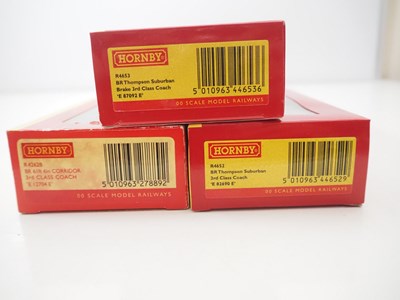 HORNBY
R4653
BR Thompson Suburban
Brake 3rd Class Coach
'E 87092 E'
5 010963 446536
00 SCALE MODEL RAILWAYS
HORNBY
3RD CLASS COACH
5 010963 278892
00 SCALE MODEL RAILWAYS
HORNBY
R4652
BR Thompson Suburban
3rd Class Coach
'E 82690 E'
5 010963 446529
00 SCALE MODEL RAILWAYS